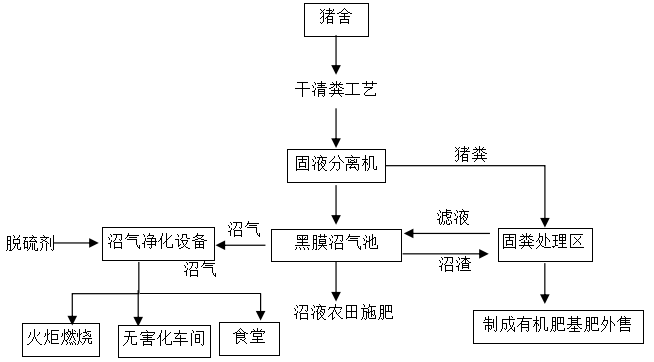 猪舍
干清粪工艺
固液分离机
猪粪
脱硫剂
沼气净化设备
沼气
黑膜沼气池
滤液
沼渣
固粪处理区
沼气
沼液农田施肥
火炬燃烧
无害化车间
食堂
制成有机肥基肥外售